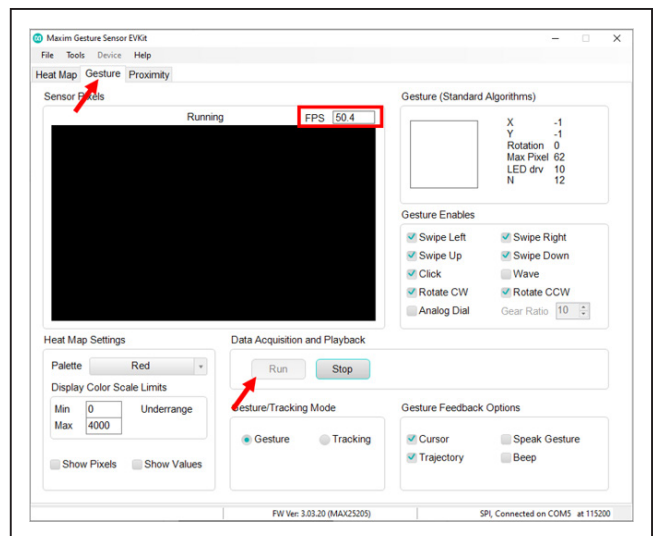 Maxim Gesture Sensor EVKit
File Tools Device Help
Heat Map Gesture Proximity
Sensor Pixels
Running
FPS 50.4
Gesture (Standard Algorithms)
X -1
Y -1
Rotation 0
Max Pixel 62
LED drv 10
N 12
Gesture Enables
Swipe Left Swipe Right
Swipe Up Swipe Down
Click Wave
Rotate CW Rotate CCW
Analog Dial Gear Ratio 10
Heat Map Settings
Palette Red
Display Color Scale Limits
Min 0 Underrange
Max 4000
Show Pixels Show Values
Data Acquisition and Playback
Run Stop
Gesture/Tracking Mode
Gesture Tracking
Gesture Feedback Options
Cursor Speak Gesture
Trajectory Beep
FW Ver: 3.03.20 (MAX25205)
SPI, Connected on COM5 at 115200